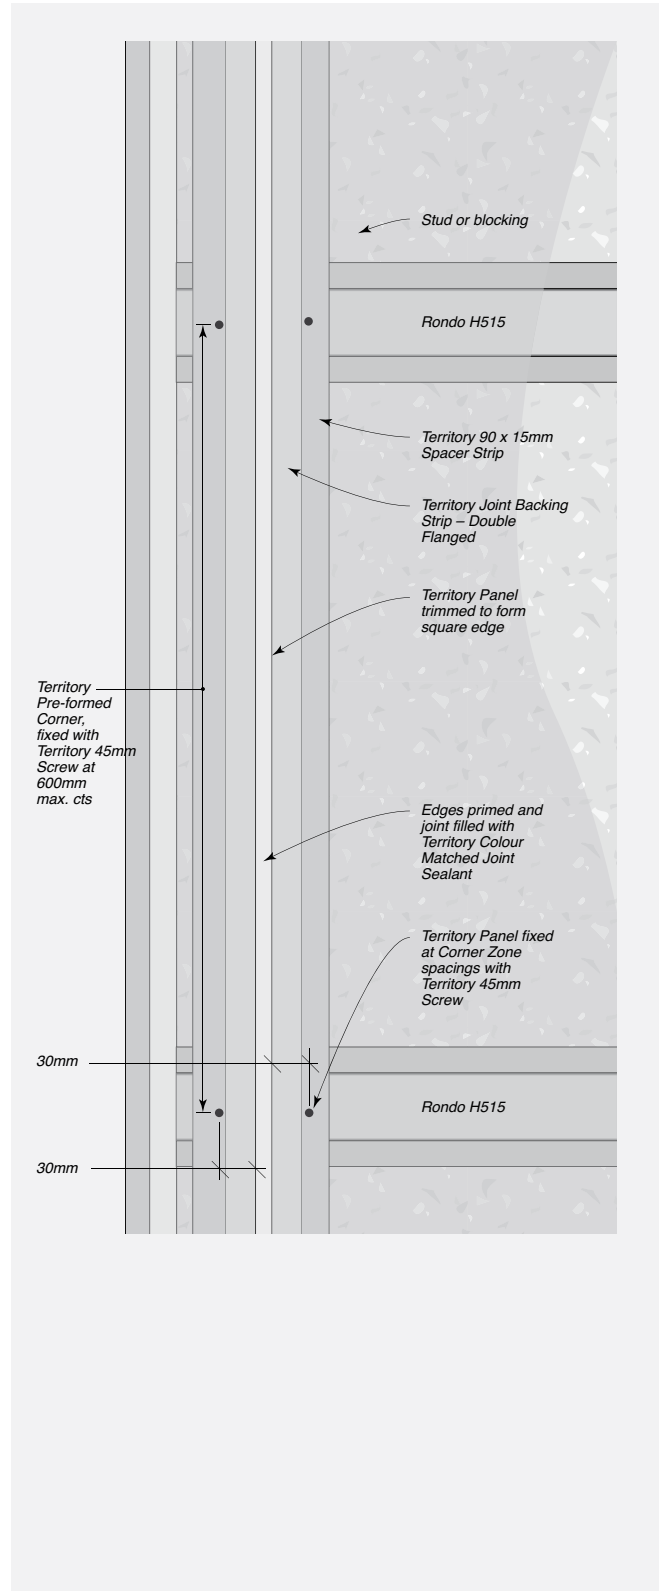 Stud or blocking
Rondo H515
Territory 90 x 15mm
Spacer Strip
Territory Joint Backing
Strip – Double
Flanged
Territory Panel
trimmed to form
square edge
Territory
Pre-formed
Corner,
fixed with
Territory 45mm
Screw at
600mm
max. cts
Edges primed and
joint filled with
Territory Colour
Matched Joint
Sealant
Territory Panel fixed
at Corner Zone
spacings with
Territory 45mm
Screw
30mm
Rondo H515
30mm